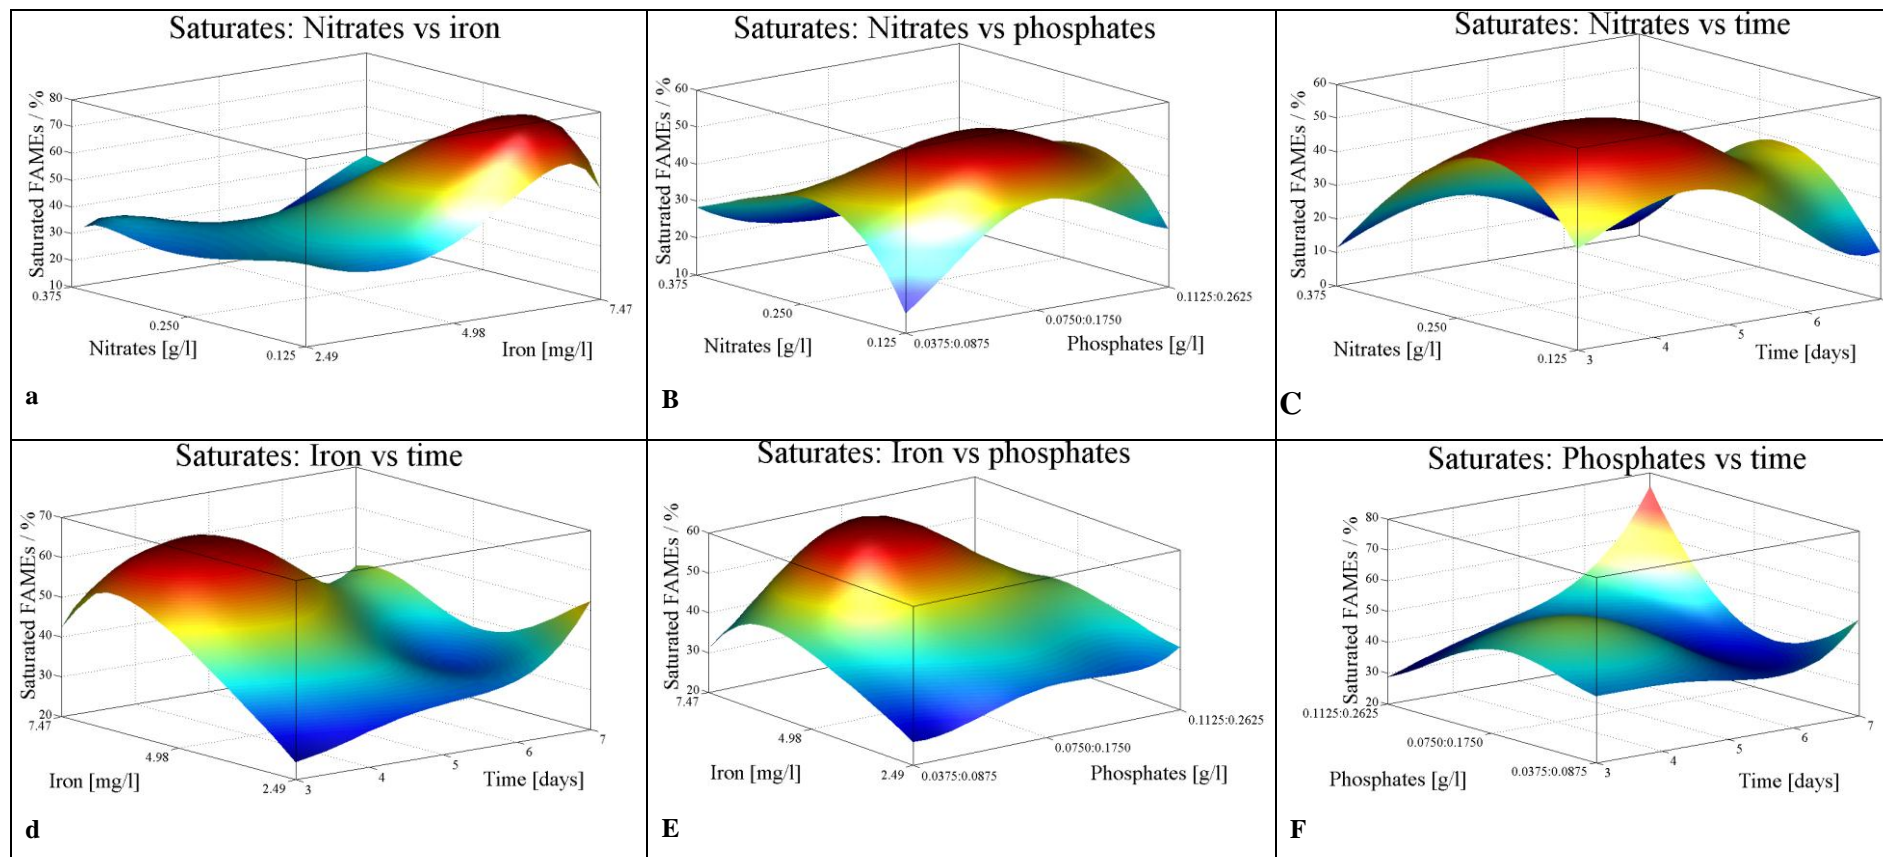 Saturates: Nitrates vs iron
Saturated FAMEs / %
80
70
60
50
40
30
20
10
0.375
0.250
0.125
Nitrates [g/l]
2.49
4.98
7.47
Iron [mg/l]
a
Saturates: Nitrates vs phosphates
Saturated FAMEs / %
60
50
40
30
20
10
0.375
0.250
0.125
Nitrates [g/l]
0.0375:0.0875
0.0750:0.1750
0.1125:0.2625
Phosphates [g/l]
B
Saturates: Nitrates vs time
Saturated FAMEs / %
60
50
40
30
20
10
0
0.375
0.250
0.125
Nitrates [g/l]
3
4
5
6
Time [days]
C
Saturates: Iron vs time
Saturated FAMEs / %
70
60
50
40
30
20
7.47
4.98
2.49
Iron [mg/l]
3
4
5
6
7
Time [days]
d
Saturates: Iron vs phosphates
Saturated FAMEs / %
60
50
40
30
20
7.47
4.98
2.49
Iron [mg/l]
0.0375:0.0875
0.0750:0.1750
0.1125:0.2625
Phosphates [g/l]
E
Saturates: Phosphates vs time
Saturated FAMEs / %
80
70
60
50
40
30
20
0.1125:0.2625
0.0750:0.1750
0.0375:0.0875
Phosphates [g/l]
3
4
5
6
7
Time [days]
F